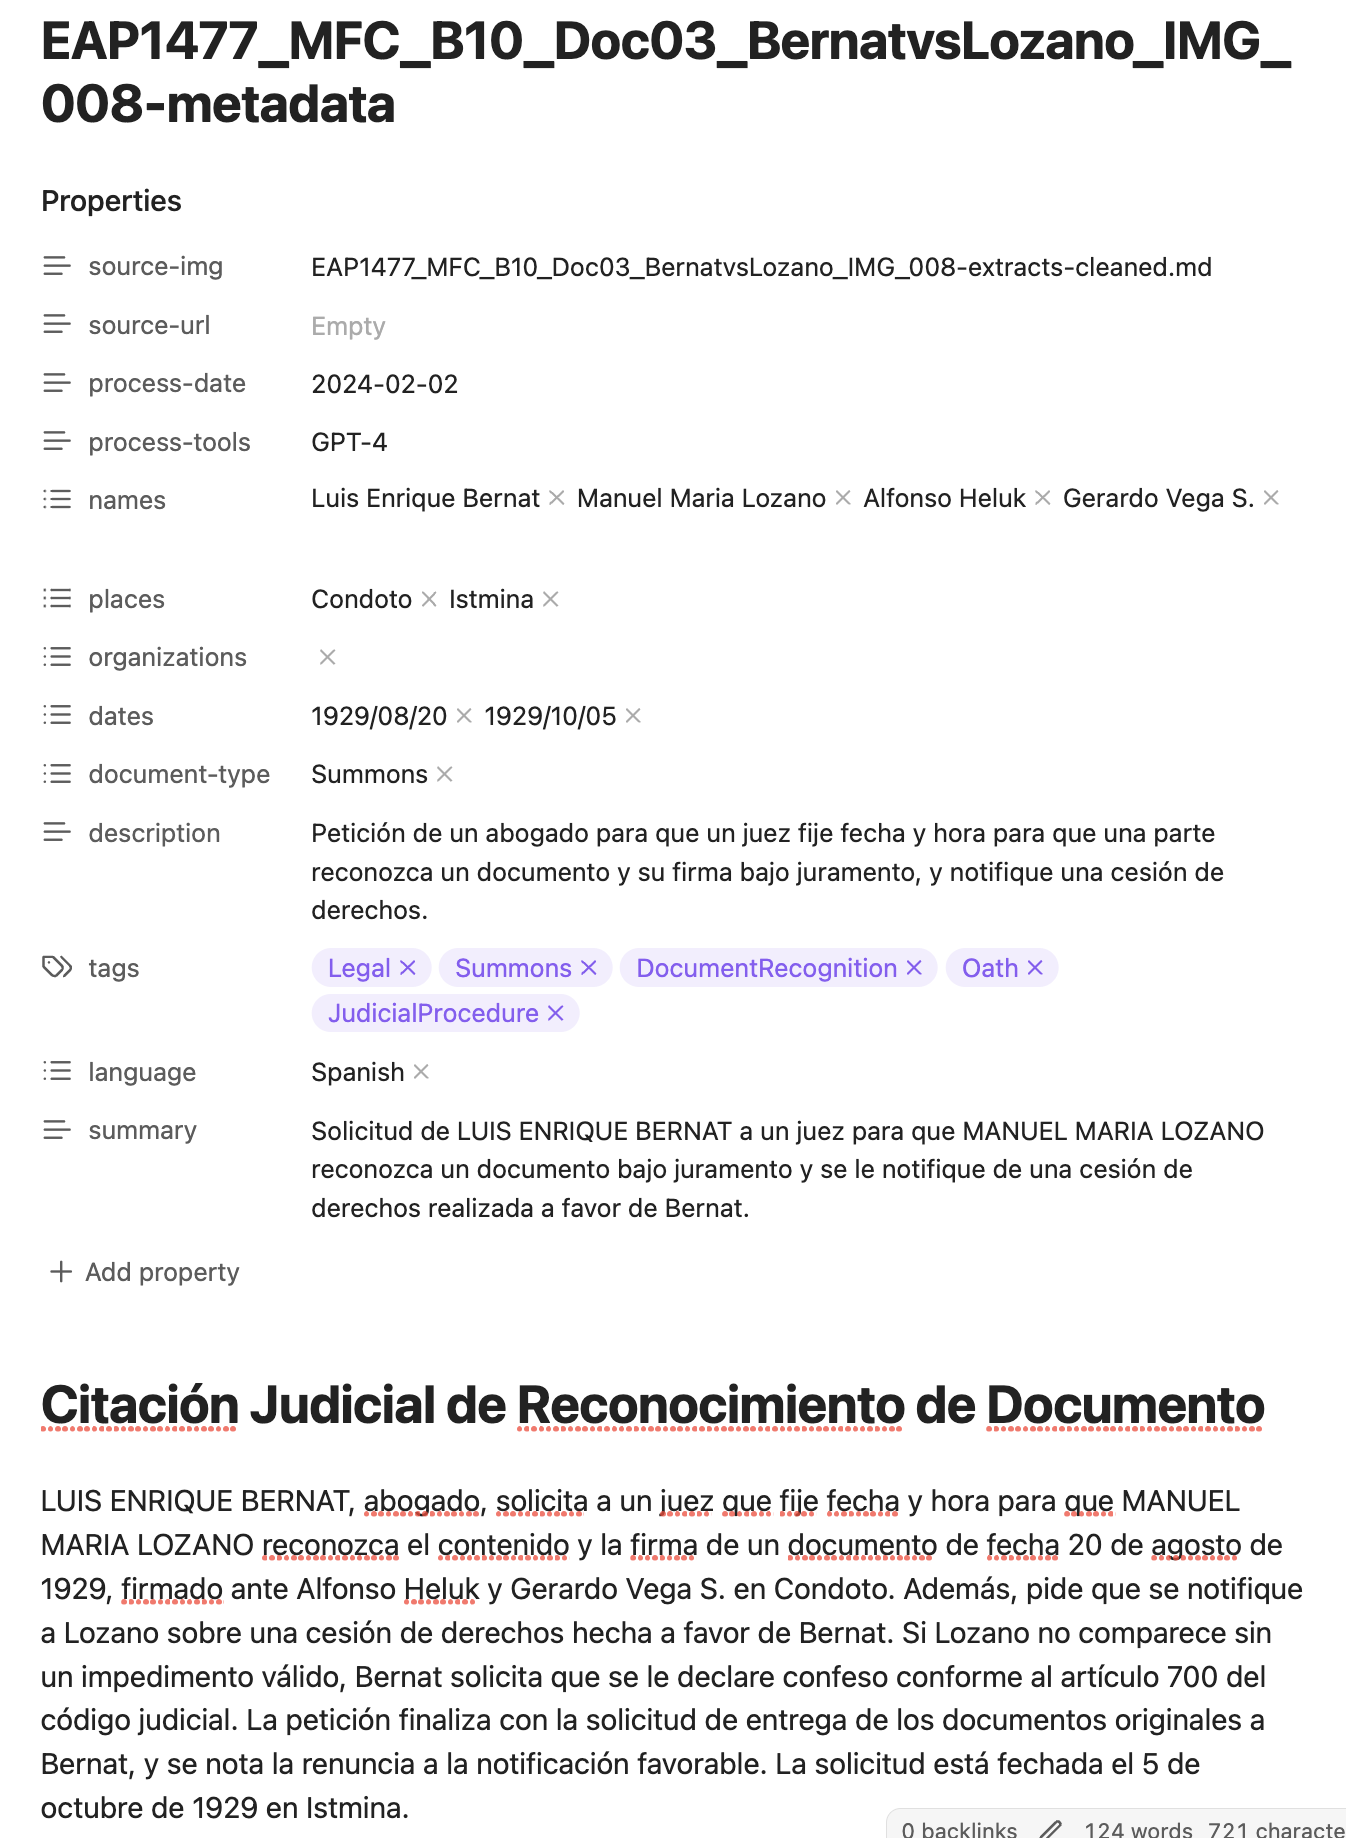 EAP1477_MFC_B10_Doc03_BernatvsLozano_IMG_
008-metadata
Properties
source-img EAP1477_MFC_B10_Doc03_BernatvsLozano_IMG_008-extracts-cleaned.md
source-url Empty
process-date 2024-02-02
process-tools GPT-4
names Luis Enrique Bernat × Manuel Maria Lozano × Alfonso Heluk × Gerardo Vega S. ×
places Condoto × Istmina ×
organizations ×
dates 1929/08/20 × 1929/10/05 ×
document-type Summons ×
description Petición de un abogado para que un juez fije fecha y hora para que una parte
reconozca un documento y su firma bajo juramento, y notifique una cesión de
derechos.
tags Legal × Summons × DocumentRecognition × Oath ×
JudicialProcedure ×
language Spanish ×
summary Solicitud de LUIS ENRIQUE BERNAT a un juez para que MANUEL MARIA LOZANO
reconozca un documento bajo juramento y se le notifique de una cesión de
derechos realizada a favor de Bernat.
+ Add property
Citación Judicial de Reconocimiento de Documento
LUIS ENRIQUE BERNAT, abogado, solicita a un juez que fije fecha y hora para que MANUEL
MARIA LOZANO reconozca el contenido y la firma de un documento de fecha 20 de agosto de
1929, firmado ante Alfonso Heluk y Gerardo Vega S. en Condoto. Además, pide que se notifique
a Lozano sobre una cesión de derechos hecha a favor de Bernat. Si Lozano no comparece sin
un impedimento válido, Bernat solicita que se le declare confeso conforme al artículo 700 del
código judicial. La petición finaliza con la solicitud de entrega de los documentos originales a
Bernat, y se nota la renuncia a la notificación favorable. La solicitud está fechada el 5 de
octubre de 1929 en Istmina.
0 backlinks 124 words 721 characte